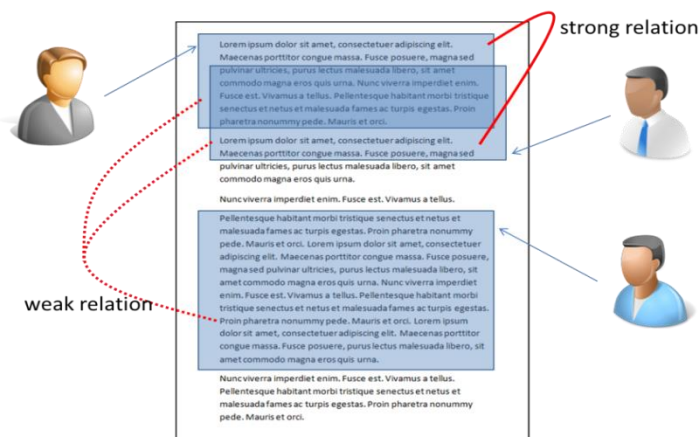 strong relation
Lorem ipsum dolor sit amet, consectetuer adipiscing elit.
Maecenas porttitor congue massa. Fusce posuere, magna sed
pulvinar ultricies, purus lectus malesuada libero, sit amet
commodo magna eros quis urna. Nunc viverra imperdiet enim.
Fusce est. Vivamus a tellus. Pellentesque habitant morbi tristique
senectus et netus et malesuada fames ac turpis egestas. Proin
pharetra nonummy pede. Mauris et orci.
Lorem ipsum dolor sit amet, consectetuer adipiscing elit.
Maecenas porttitor congue massa. Fusce posuere, magna sed
pulvinar ultricies, purus lectus malesuada libero, sit amet
commodo magna eros quis urna.
Nunc viverra imperdiet enim. Fusce est. Vivamus a tellus.
Pellentesque habitant morbi tristique senectus et netus et
malesuada fames ac turpis egestas. Proin pharetra nonummy
pede. Mauris et orci. Lorem ipsum dolor sit amet, consectetuer
adipiscing elit. Maecenas porttitor congue massa. Fusce posuere,
magna sed pulvinar ultricies, purus lectus malesuada libero, sit
amet commodo magna eros quis urna. Nunc viverra imperdiet
enim. Fusce est. Vivamus a tellus. Pellentesque habitant morbi
tristique senectus et netus et malesuada fames ac turpis egestas.
Proin pharetra nonummy pede. Mauris et orci. Lorem ipsum
dolor sit amet, consectetuer adipiscing elit. Maecenas porttitor
congue massa. Fusce posuere, purus lectus malesuada libero, sit
amet commodo magna eros quis urna.
weak relation
Nunc viverra imperdiet enim. Fusce est. Vivamus a tellus.
Pellentesque habitant morbi tristique senectus et netus et
malesuada fames ac turpis egestas. Proin pharetra nonummy
pede. Mauris et orci.